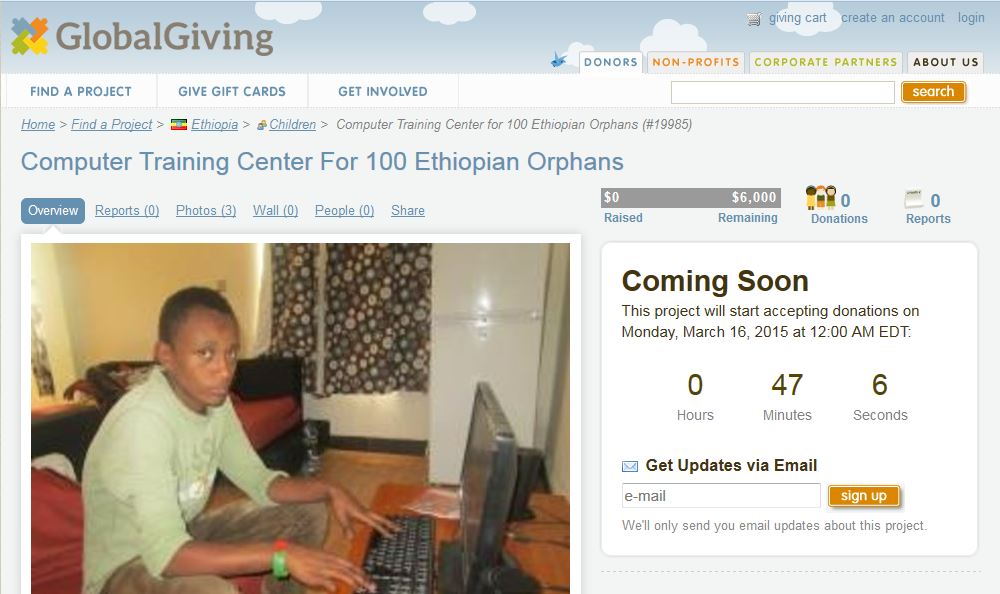 giving cart create an account login
GlobalGiving
DONORS NON-PROFITS CORPORATE PARTNERS ABOUT US
FIND A PROJECT GIVE GIFT CARDS GET INVOLVED search
Home > Find a Project > Ethiopia > Children > Computer Training Center for 100 Ethiopian Orphans (#19985)
Computer Training Center For 100 Ethiopian Orphans
Overview Reports (0) Photos (3) Wall (0) People (0) Share
$0 $6,000
Raised Remaining
0
Donations
0
Reports
Coming Soon
This project will start accepting donations on
Monday, March 16, 2015 at 12:00 AM EDT:
0 47 6
Hours Minutes Seconds
Get Updates via Email
e-mail sign up
We'll only send you email updates about this project.